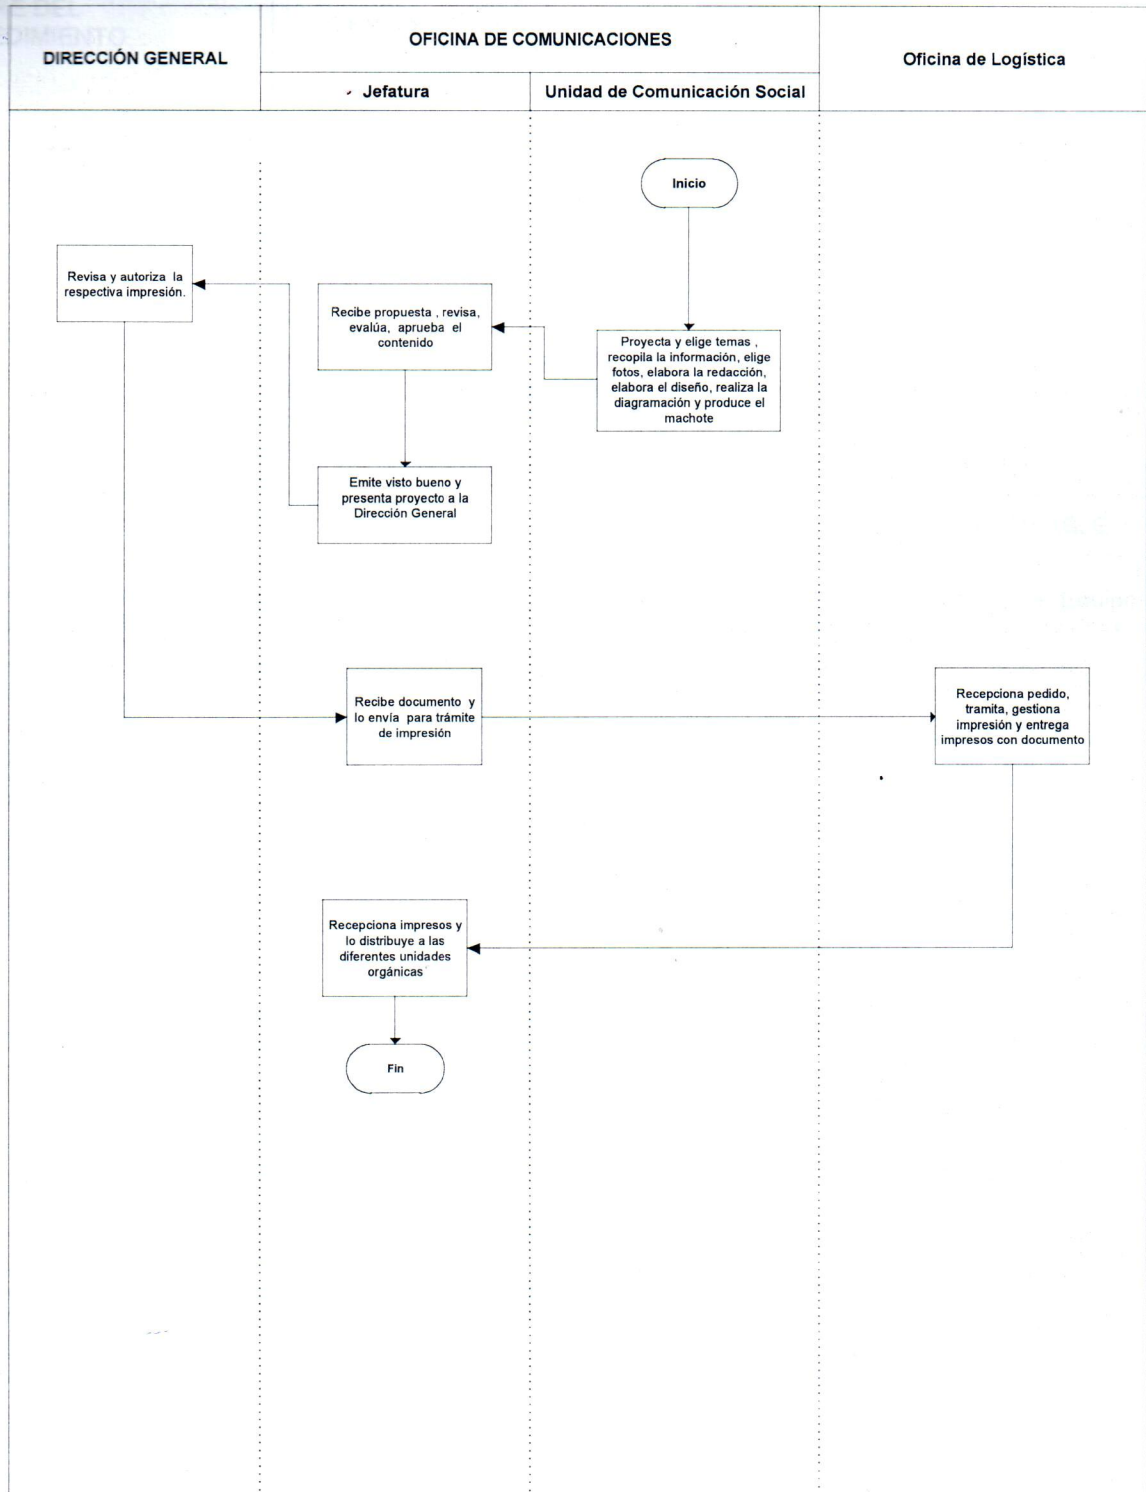 DIRECCIÓN GENERAL
OFICINA DE COMUNICACIONES
Oficina de Logística
Jefatura
Unidad de Comunicación Social
Inicio
Revisa y autoriza la
respectiva impresión.
Recibe propuesta , revisa,
evalúa, aprueba el
contenido
Proyecta y elige temas ,
recopila la información, elige
fotos, elabora la redacción,
elabora el diseño, realiza la
diagramación y produce el
machote
Emite visto bueno y
presenta proyecto a la
Dirección General
Recibe documento y
lo envía para trámite
de impresión
Recepciona pedido,
tramita, gestiona
impresión y entrega
impresos con documento
Recepciona impresos y
lo distribuye a las
diferentes unidades
orgánicas
Fin